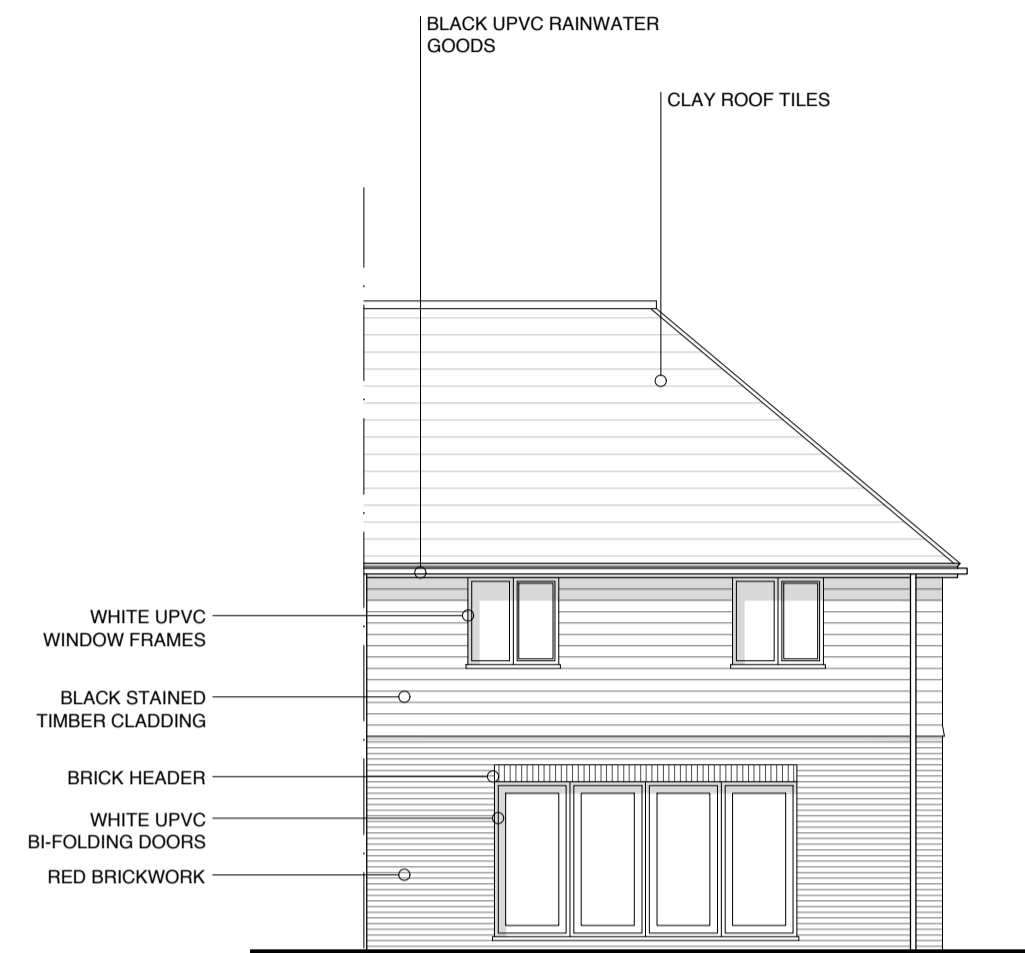 BLACK UPVC RAINWATER
GOODS
CLAY ROOF TILES
WHITE UPVC
WINDOW FRAMES
BLACK STAINED
TIMBER CLADDING
BRICK HEADER
WHITE UPVC
BI-FOLDING DOORS
RED BRICKWORK